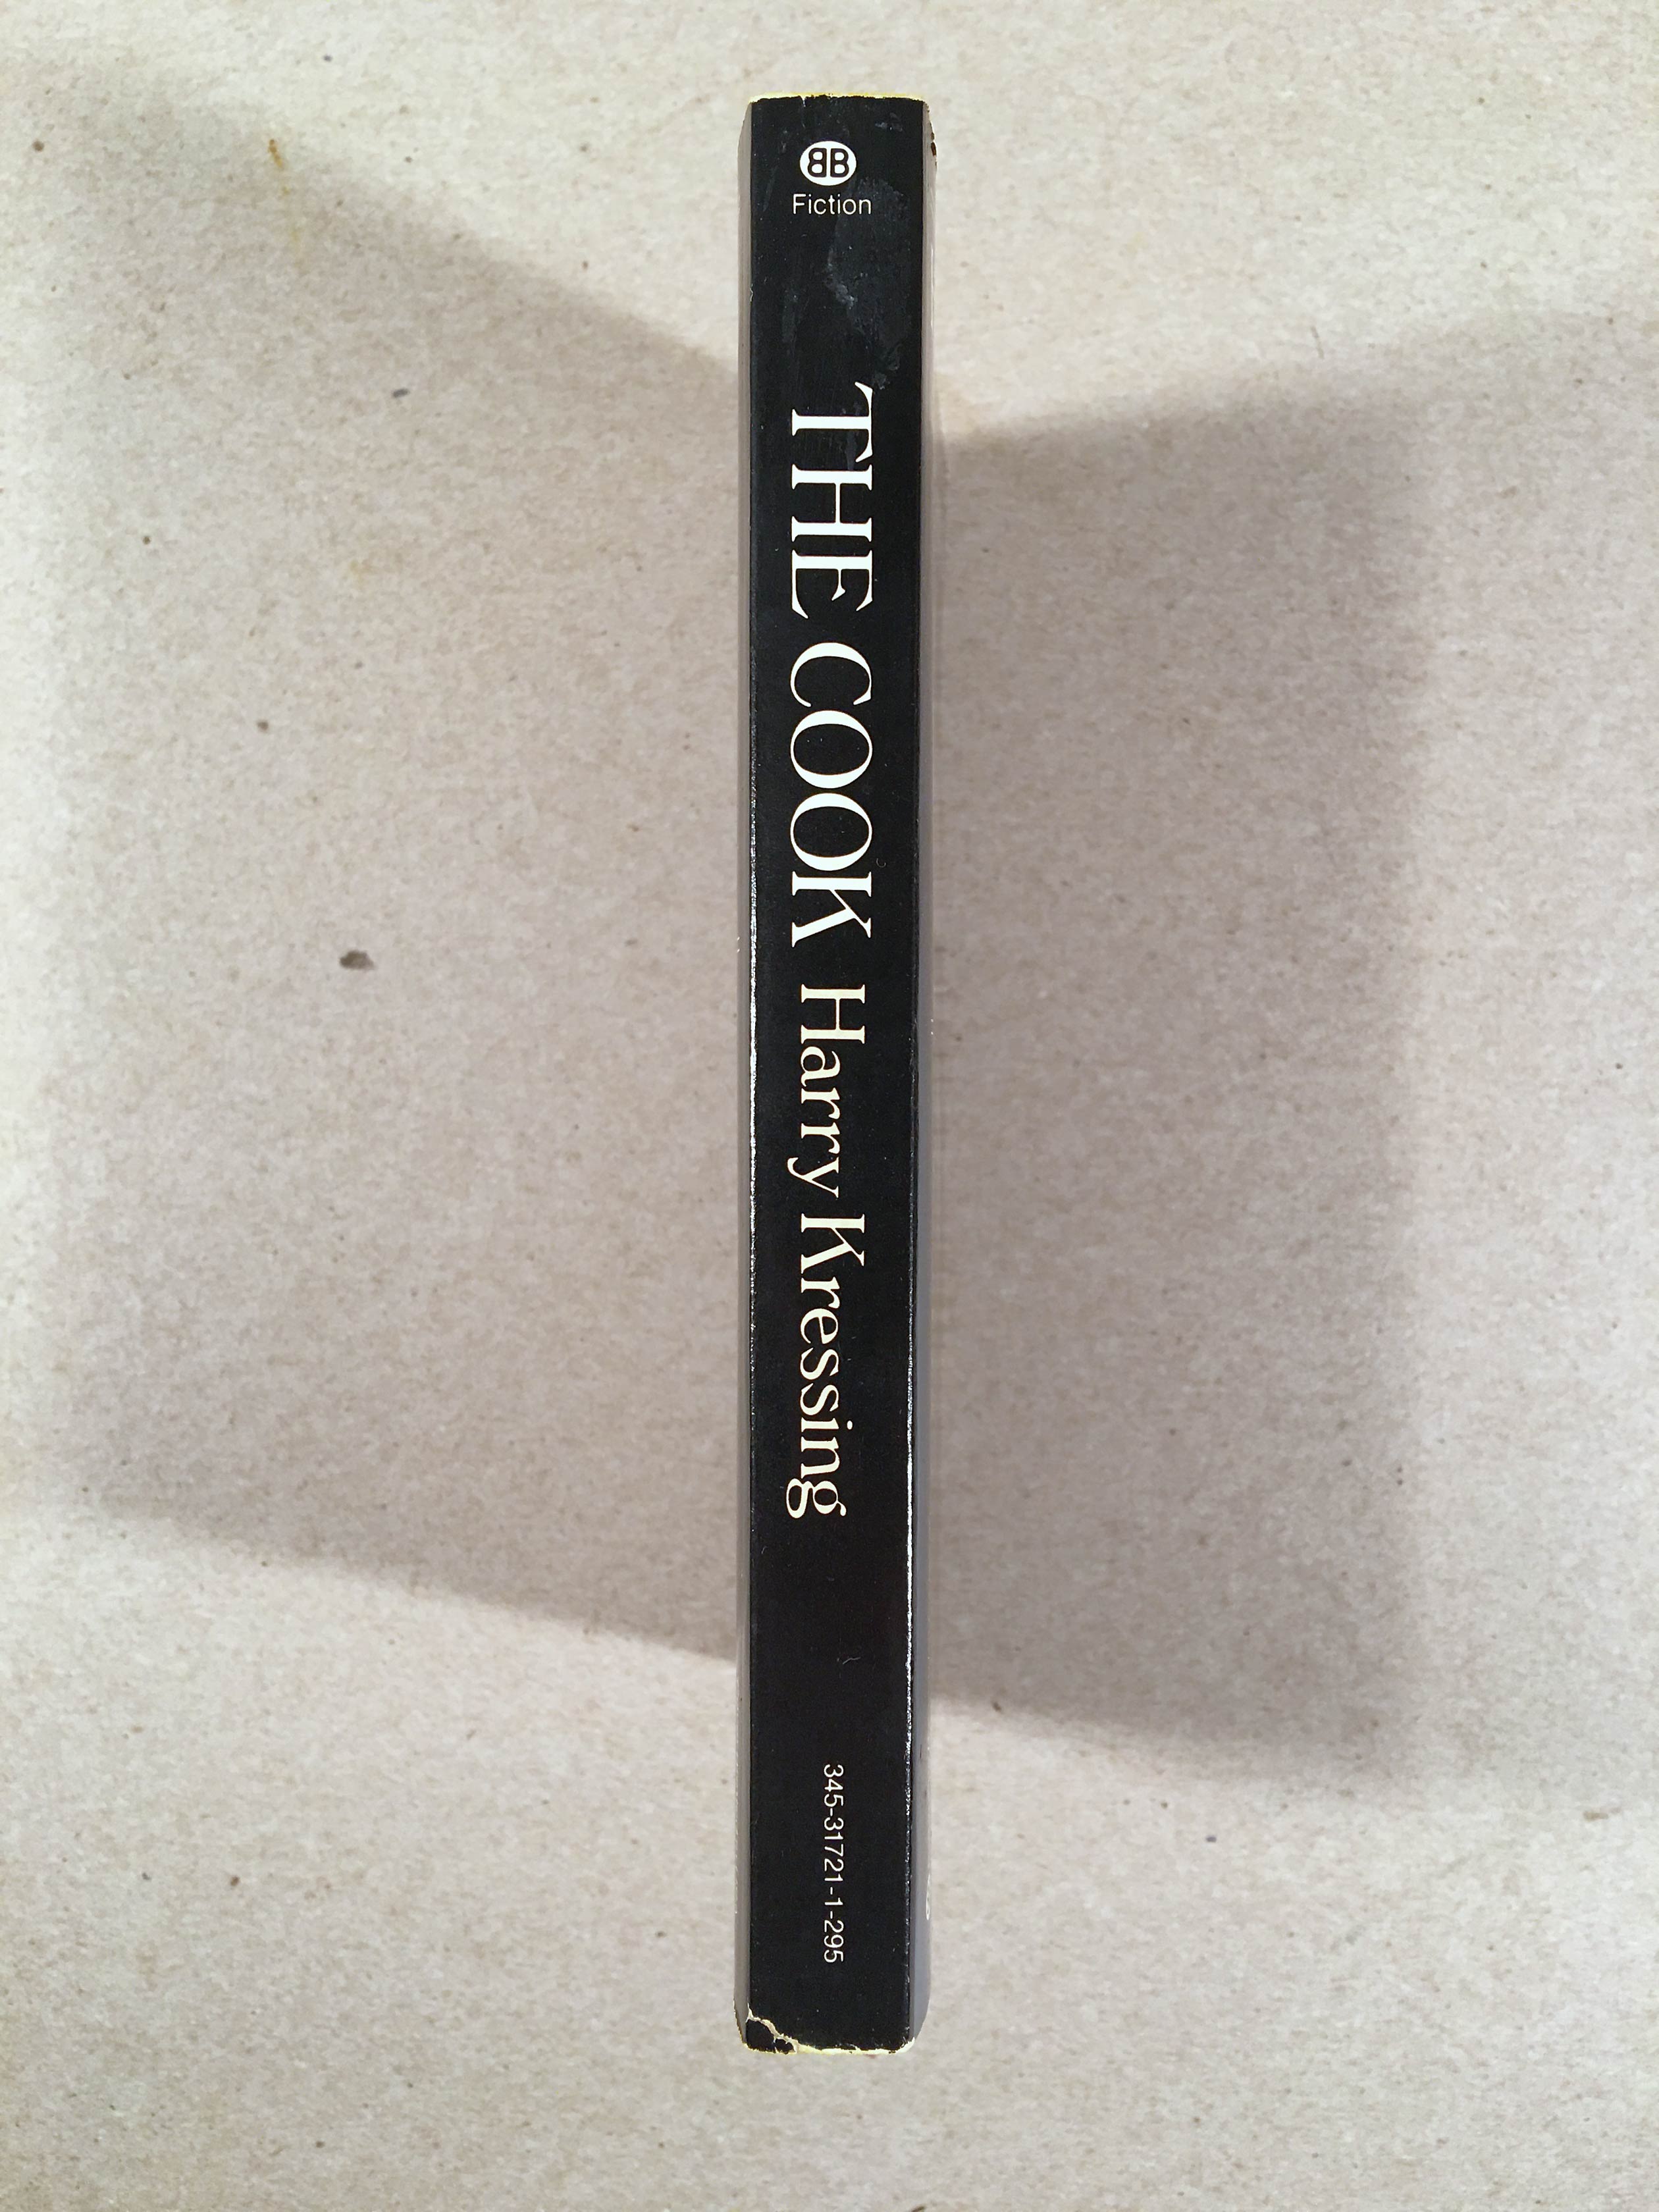 BB
Fiction
THE COOK Harry Kressing
345-31721-1-295